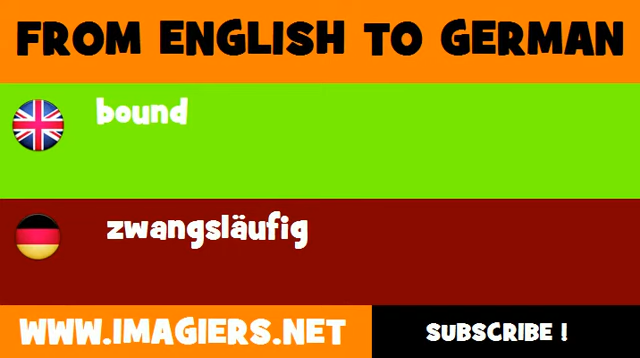 FROM ENGLISH TO GERMAN
bound
zwangsläufig
WWW.IMAGIERS.NET
SUBSCRIBE !